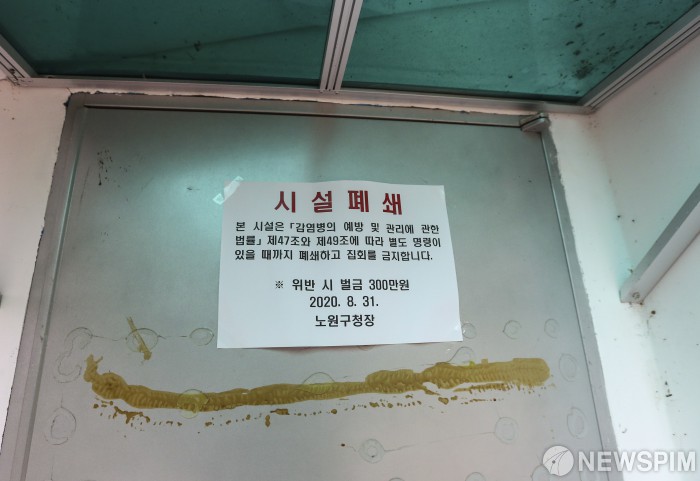 시설폐쇄
본 시설은 「감염병의 예방 및 관리에 관한
법률」 제47조와 제49조에 따라 별도 명령이
있을 때까지 폐쇄하고 집회를 금지합니다.
※ 위반 시 벌금 300만원
2020. 8. 31.
노원구청장
NEWSPIM